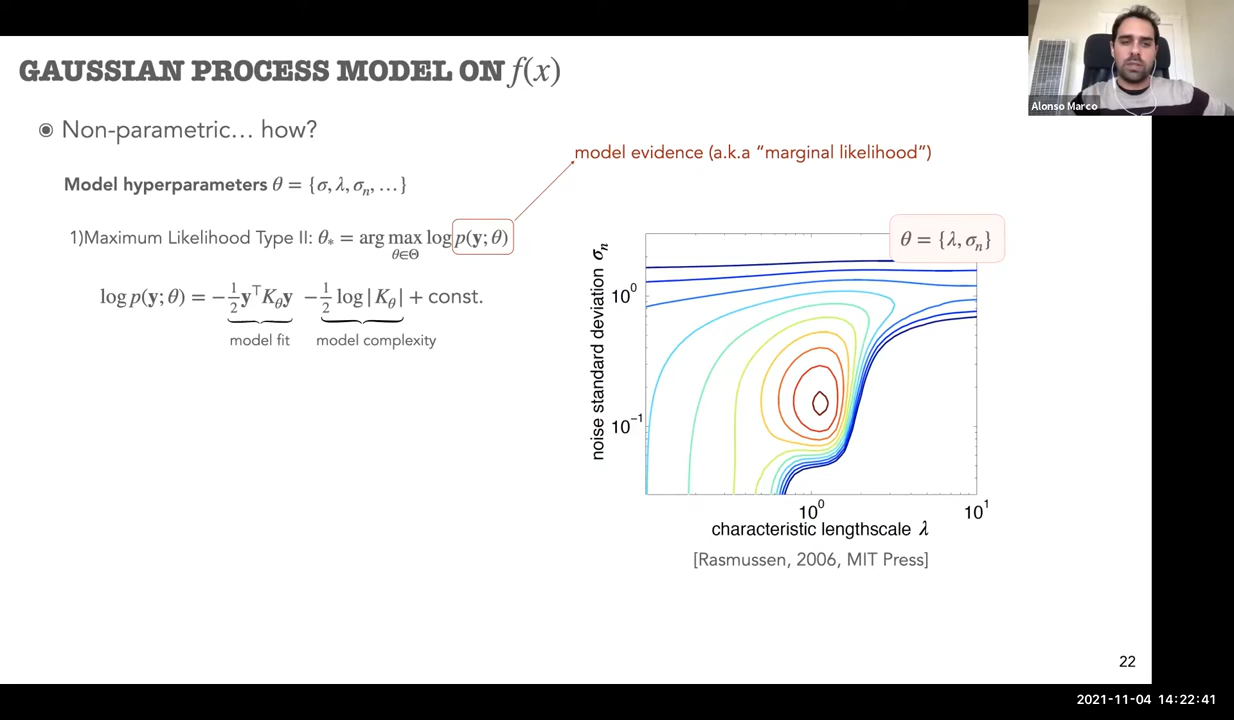 GAUSSIAN PROCESS MODEL ON f(x)
Alonso Marco
◉ Non-parametric… how?
model evidence (a.k.a “marginal likelihood”)
Model hyperparameters θ = {σ, λ, σₙ, …}
1)Maximum Likelihood Type II: θ* = arg max log p(y; θ)
θ∈Θ
θ = {λ, σₙ}
log p(y; θ) = −½ y⊤Kθy −½ log|Kθ| + const.
model fit
model complexity
noise standard deviation σₙ
10⁰
10⁻¹
10⁰
10¹
characteristic lengthscale λ
[Rasmussen, 2006, MIT Press]
22
2021-11-04 14:22:41